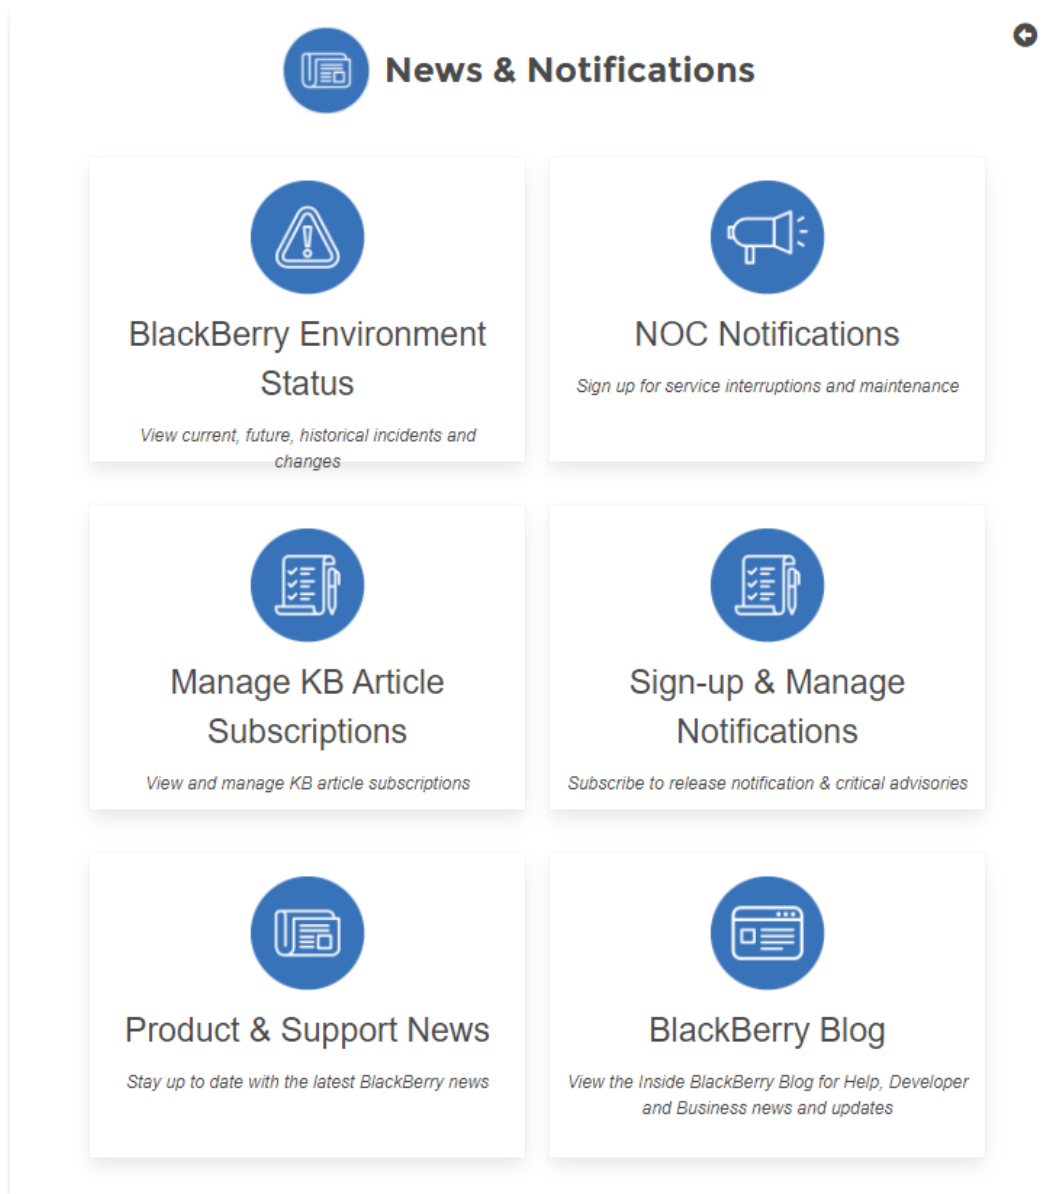 News & Notifications
BlackBerry Environment
Status
View current, future, historical incidents and
changes
NOC Notifications
Sign up for service interruptions and maintenance
Manage KB Article
Subscriptions
View and manage KB article subscriptions
Sign-up & Manage
Notifications
Subscribe to release notification & critical advisories
Product & Support News
Stay up to date with the latest BlackBerry news
BlackBerry Blog
View the Inside BlackBerry Blog for Help, Developer
and Business news and updates